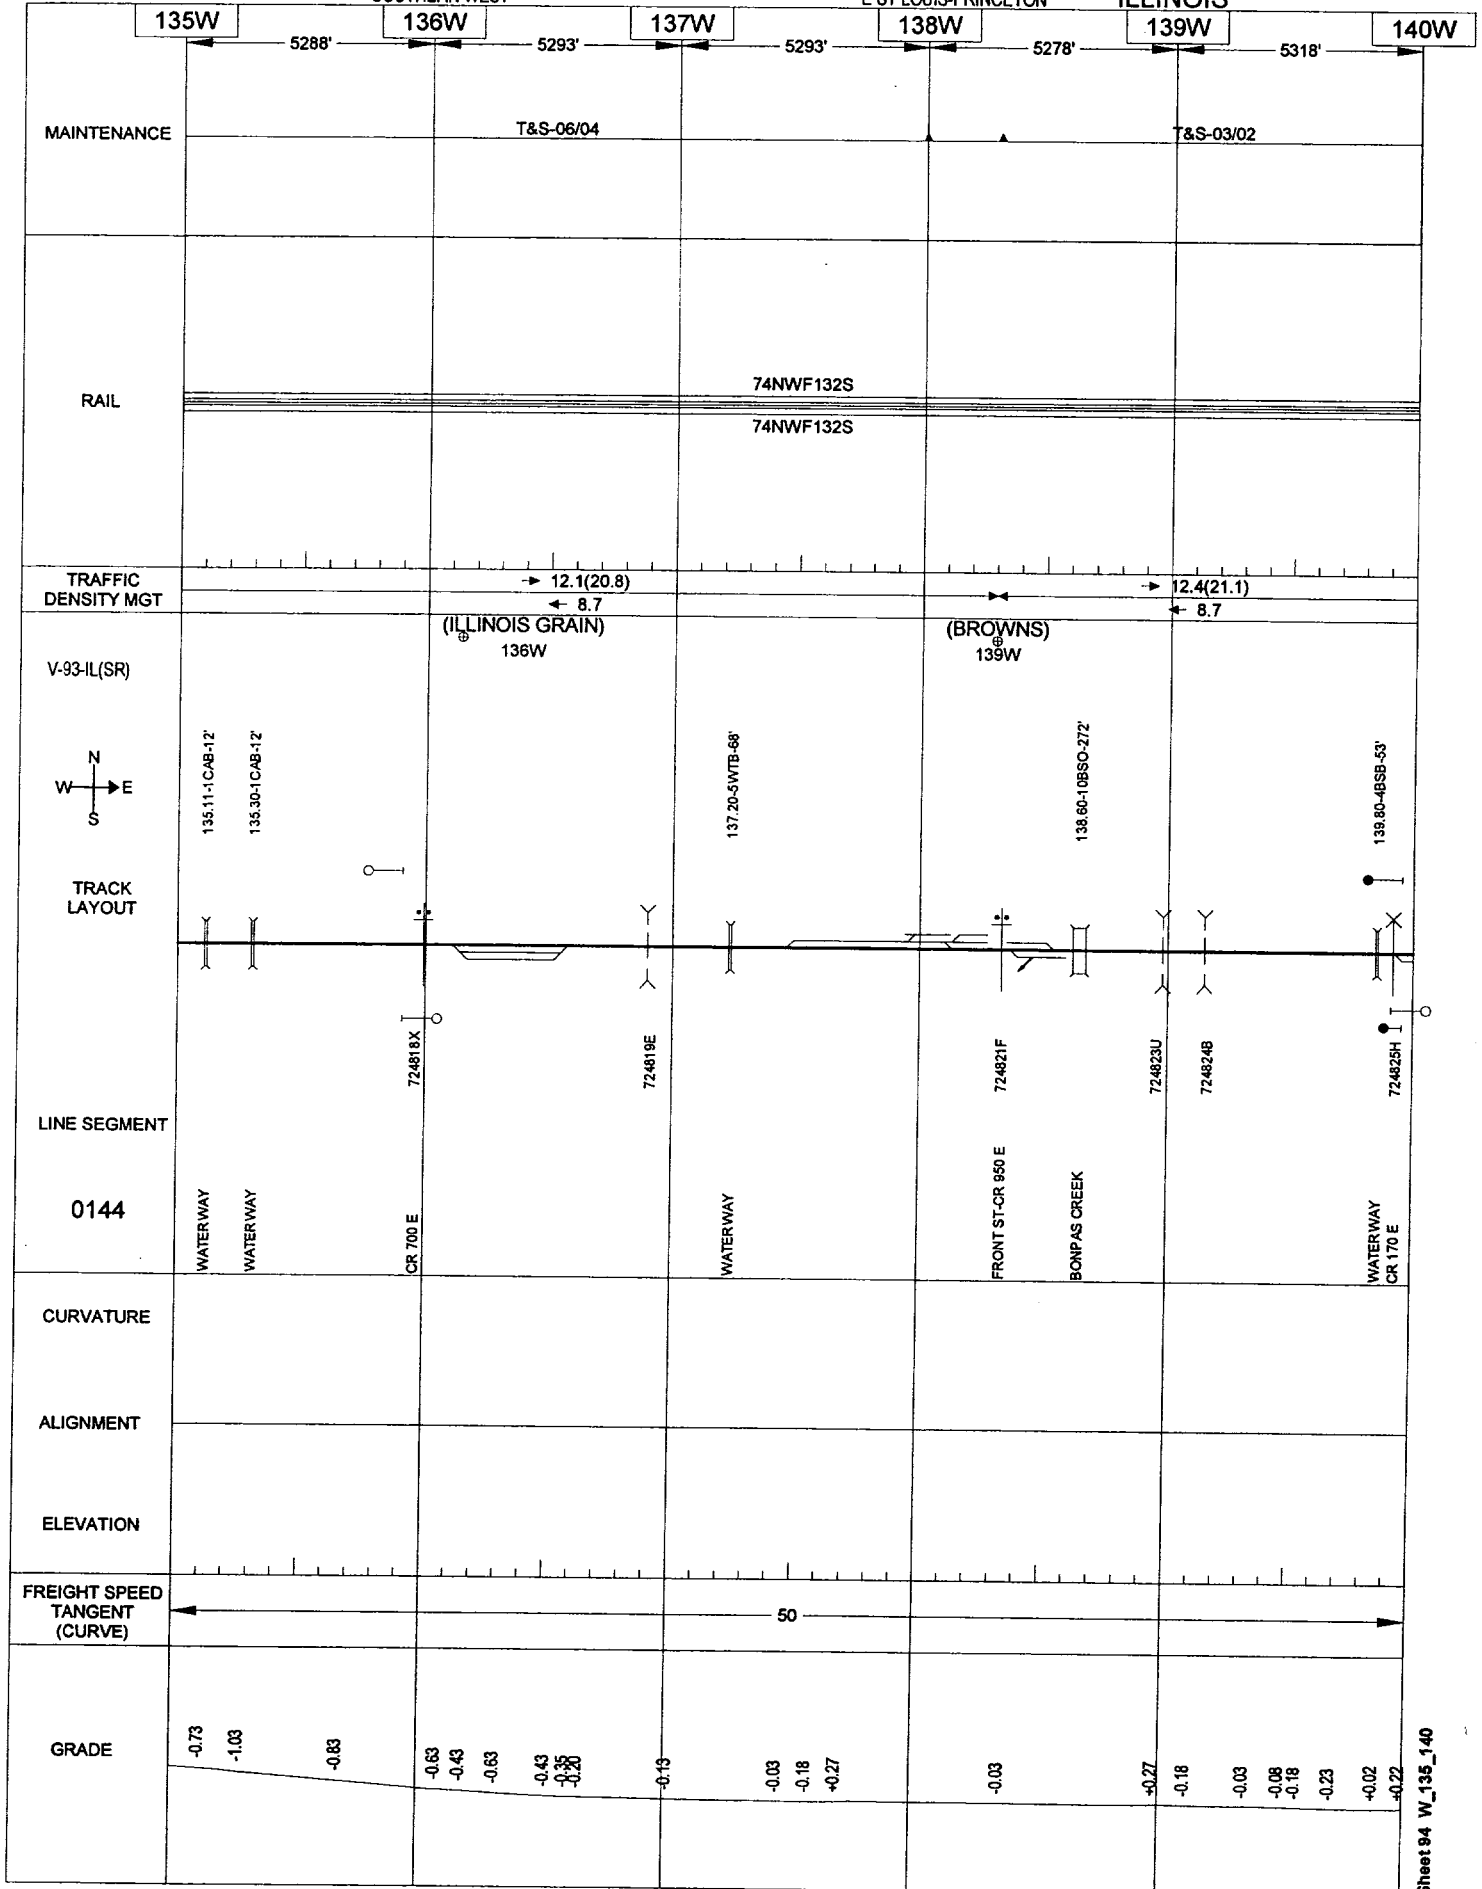 ILLINOIS
135W 136W 137W 138W 139W 140W
5288' 5293' 5293' 5278' 5318'
MAINTENANCE
T&S-06/04 T&S-03/02
RAIL
74NWF132S
74NWF132S
TRAFFIC
DENSITY MGT
12.1(20.8) 12.4(21.1)
8.7 8.7
(ILLINOIS GRAIN) (BROWNS)
136W 139W
V-93-IL(SR)
N
W E
S
135.11-1CAB-12'
135.30-1CAB-12'
137.20-5WTB-68'
138.60-10BSO-272'
139.80-4BSB-53'
TRACK
LAYOUT
724818X
724819E
724821F
724823U
724824B
724825H
LINE SEGMENT
0144
WATERWAY
WATERWAY
CR 700 E
WATERWAY
FRONT ST-CR 950 E
BONPAS CREEK
WATERWAY
CR 170 E
CURVATURE
ALIGNMENT
ELEVATION
FREIGHT SPEED
TANGENT
(CURVE)
50
GRADE
-0.73
-1.03
-0.83
-0.63
-0.43
-0.63
-0.43
-0.35
-0.20
-0.13
-0.03
-0.18
+0.27
-0.03
+0.27
-0.18
-0.03
-0.08
-0.18
-0.23
+0.02
+0.22
Sheet 94 W_135_140